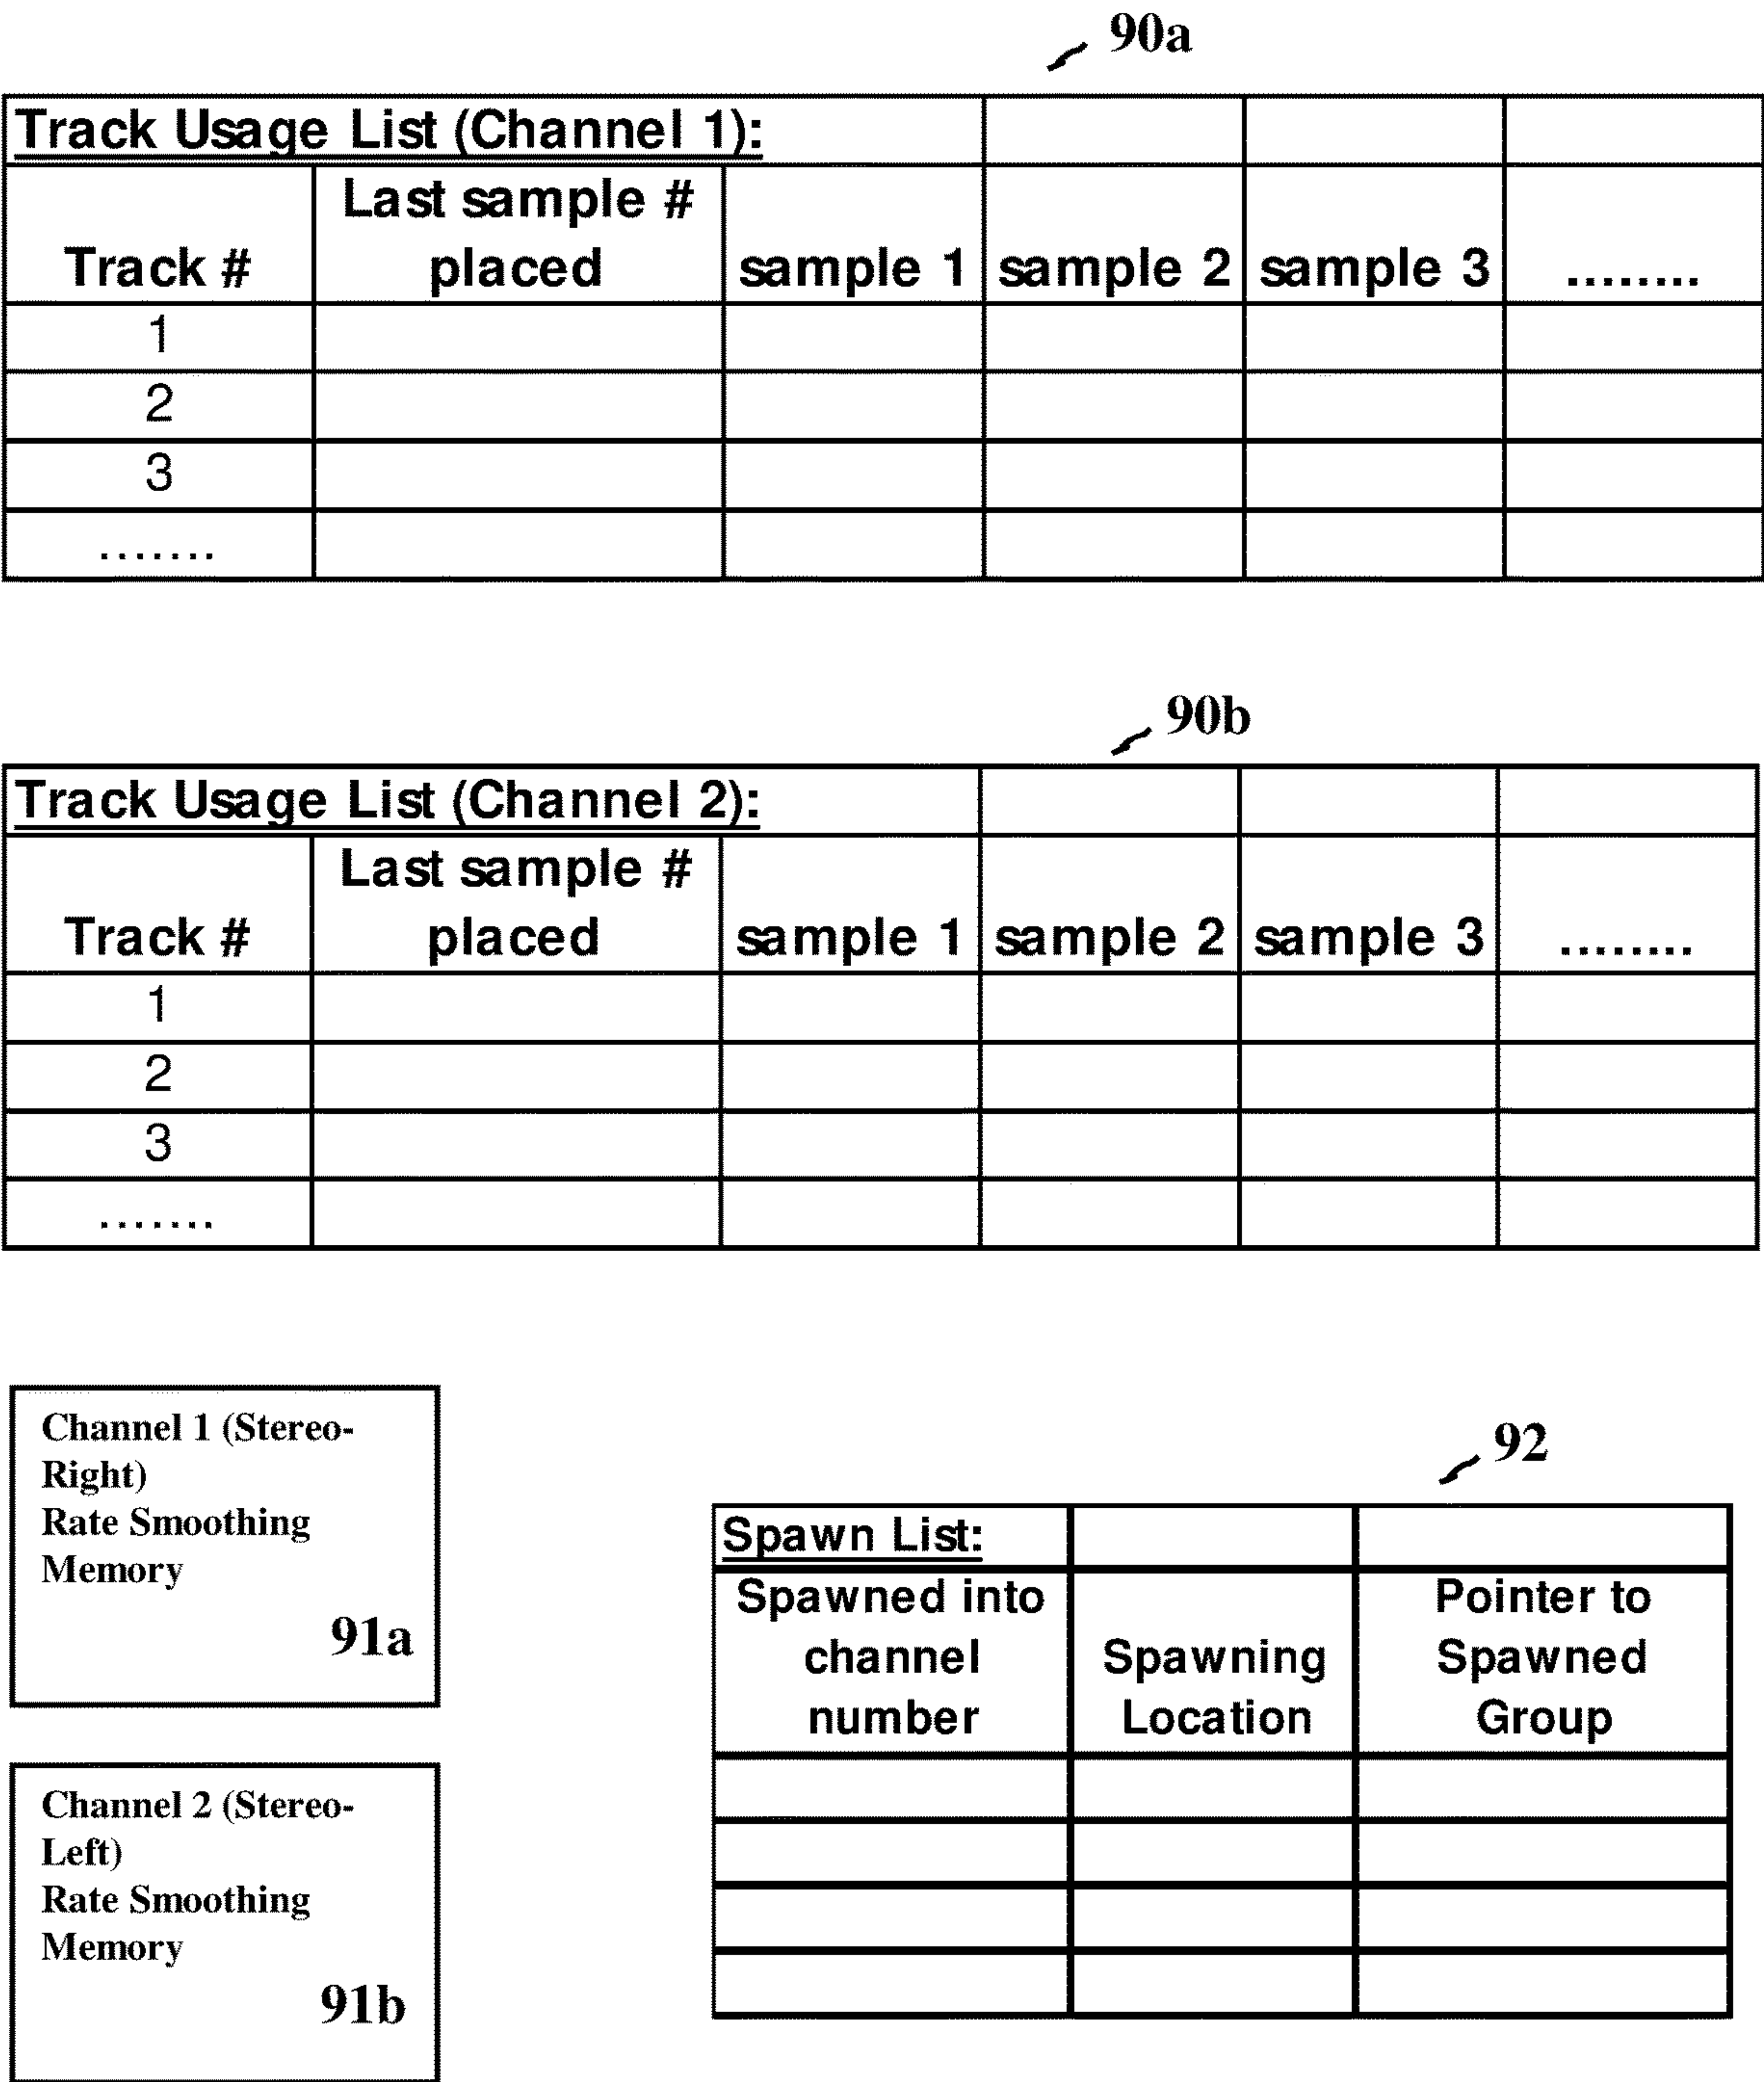 90a
Track Usage List (Channel 1):
Last sample #
Track # placed sample 1 sample 2 sample 3 ........
1
2
3
.......
90b
Track Usage List (Channel 2):
Last sample #
Track # placed sample 1 sample 2 sample 3 ........
1
2
3
.......
Channel 1 (Stereo-
Right)
Rate Smoothing
Memory
91a
Channel 2 (Stereo-
Left)
Rate Smoothing
Memory
91b
92
Spawn List:
Spawned into
channel
number
Spawning
Location
Pointer to
Spawned
Group